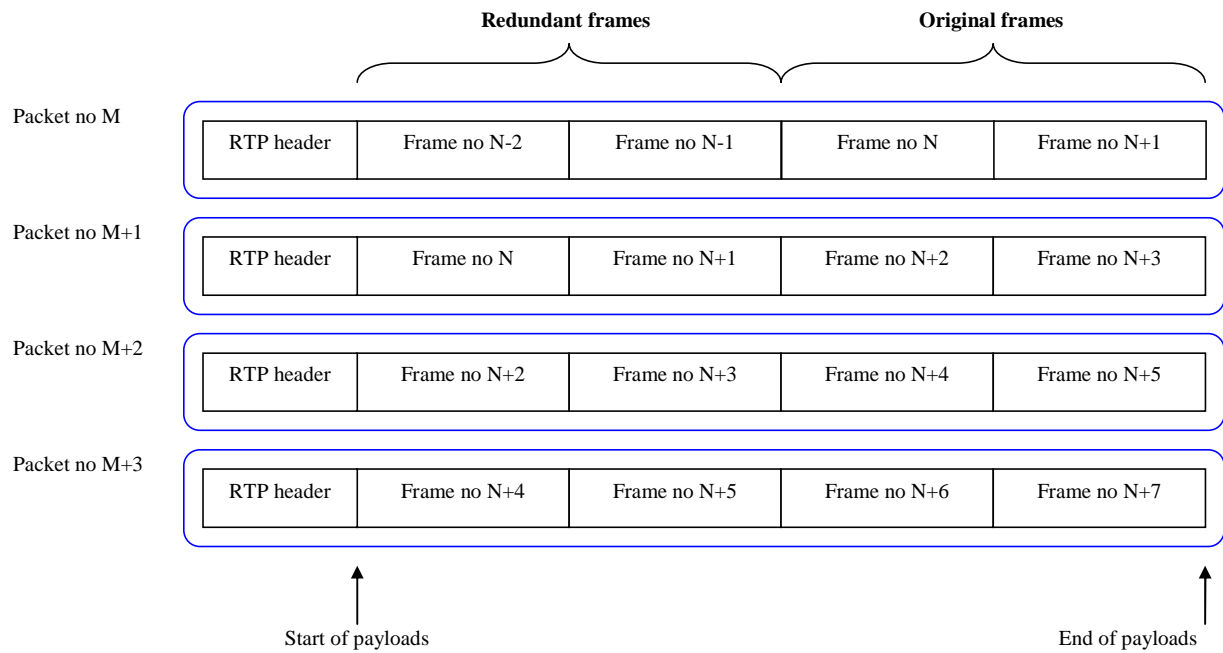 Redundant frames Original frames
Packet no M
RTP header Frame no N-2 Frame no N-1 Frame no N Frame no N+1
Packet no M+1
RTP header Frame no N Frame no N+1 Frame no N+2 Frame no N+3
Packet no M+2
RTP header Frame no N+2 Frame no N+3 Frame no N+4 Frame no N+5
Packet no M+3
RTP header Frame no N+4 Frame no N+5 Frame no N+6 Frame no N+7
Start of payloads End of payloads